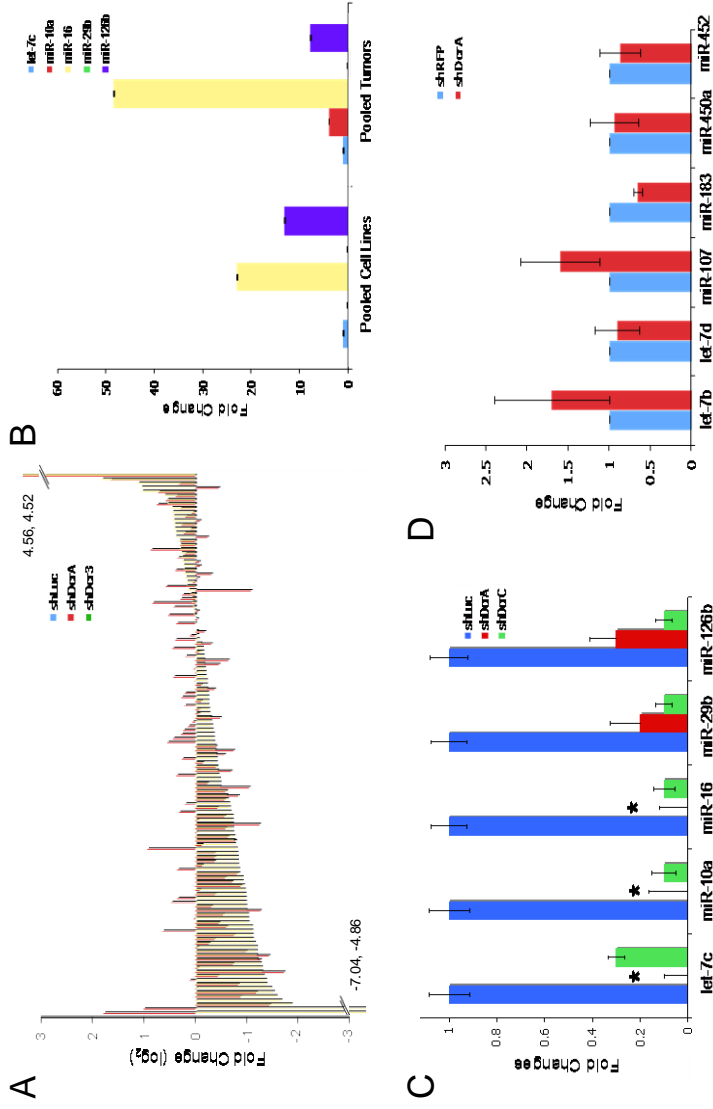 A
Fold Change (log2)
3
2
1
0
-1
-2
-3
4.56, 4.52
-7.04, -4.86
shLuc
shDcrA
shDcr3
B
Fold Change
60
50
40
30
20
10
0
let-7c
miR-10a
miR-16
miR-29b
miR-126b
Pooled Cell Lines
Pooled Tumors
C
Fold Changes
1
0.8
0.6
0.4
0.2
0
shLuc
shDcrA
shDcrC
* * *
let-7c
miR-10a
miR-16
miR-29b
miR-126b
D
Fold Change
3
2.5
2
1.5
1
0.5
0
shRFP
shDcrA
let-7b
let-7d
miR-107
miR-183
miR-450a
miR-452